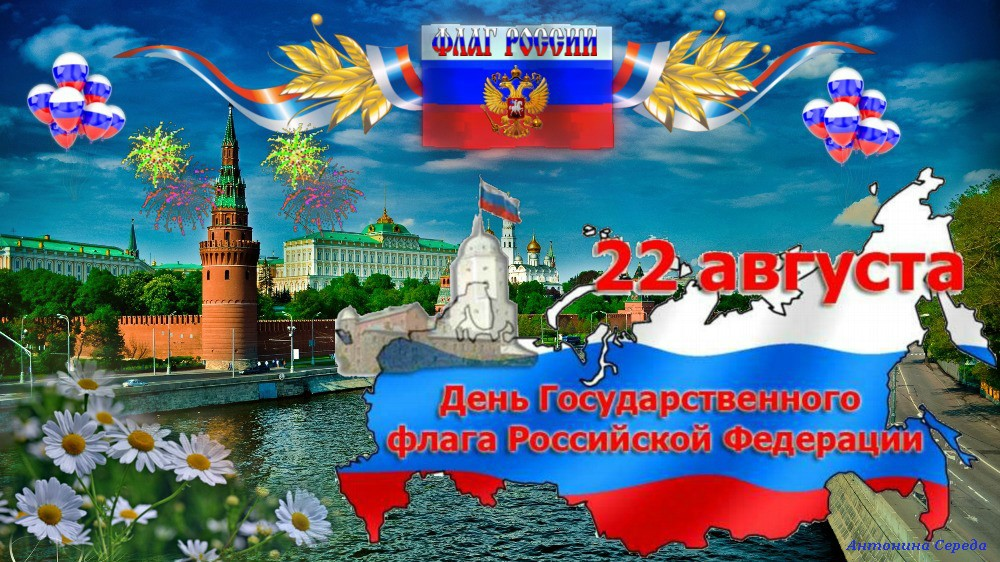 ФЛАГ РОССИИ
22 августа
День Государственного
флага Российской Федерации
Антонина Середа